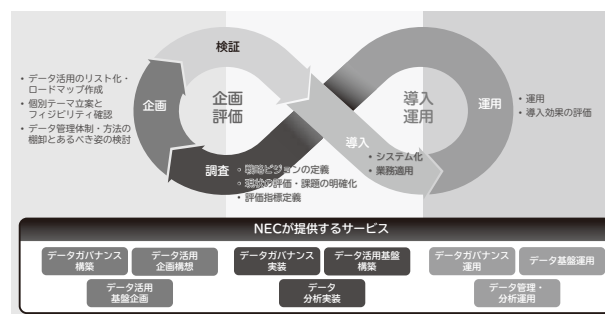 検証
・データ活用のリスト化・
ロードマップ作成
・個別テーマ立案と
フィジビリティ確認
・データ管理体制・方法の
棚卸とあるべき姿の検討
企画
企画
評価
導入
運用
運用
・運用
・導入効果の評価
導入
・システム化
・業務適用
調査
・戦略ビジョンの定義
・現状の評価・課題の明確化
・評価指標定義
NECが提供するサービス
データガバナンス
構築
データ活用
企画構想
データガバナンス
実装
データ活用基盤
構築
データガバナンス
運用
データ基盤運用
データ活用
基盤企画
データ
分析実装
データ管理・
分析運用